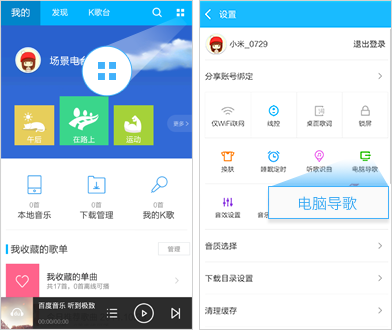 我的 发现 K歌台
场景电台
午后 在路上 运动 更多
0首 0首 0首
本地音乐 下载管理 我的K歌
我收藏的歌单 管理
我收藏的单曲
共17首,0首离线可播
百度音乐 听到极致
00:00/00:00
设置
小米_0729 退出登录
分享账号绑定
仅WiFi联网 线控 桌面歌词 锁屏
换肤 睡眠定时 听歌识曲 电脑导歌
电脑导歌
音效设置
音质选择
下载目录设置
清理缓存